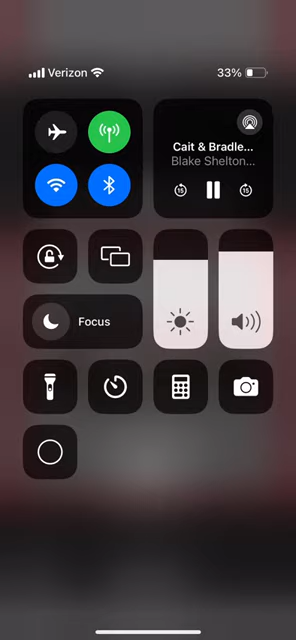 Verizon
33%
Cait & Bradle...
Blake Shelton...
15
15
Focus